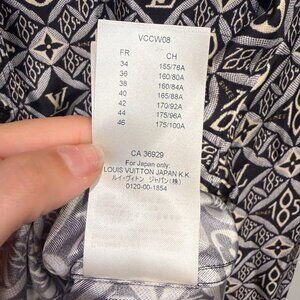 VCCW08
FR CH
34 155/76A
36 160/80A
38 160/84A
40 165/88A
42 170/92A
44 175/96A
46 175/100A
CA 36929
For Japan only:
LOUIS VUITTON JAPAN K.K
ルイ・ヴィトン ジャパン(株)
0120-00-1854